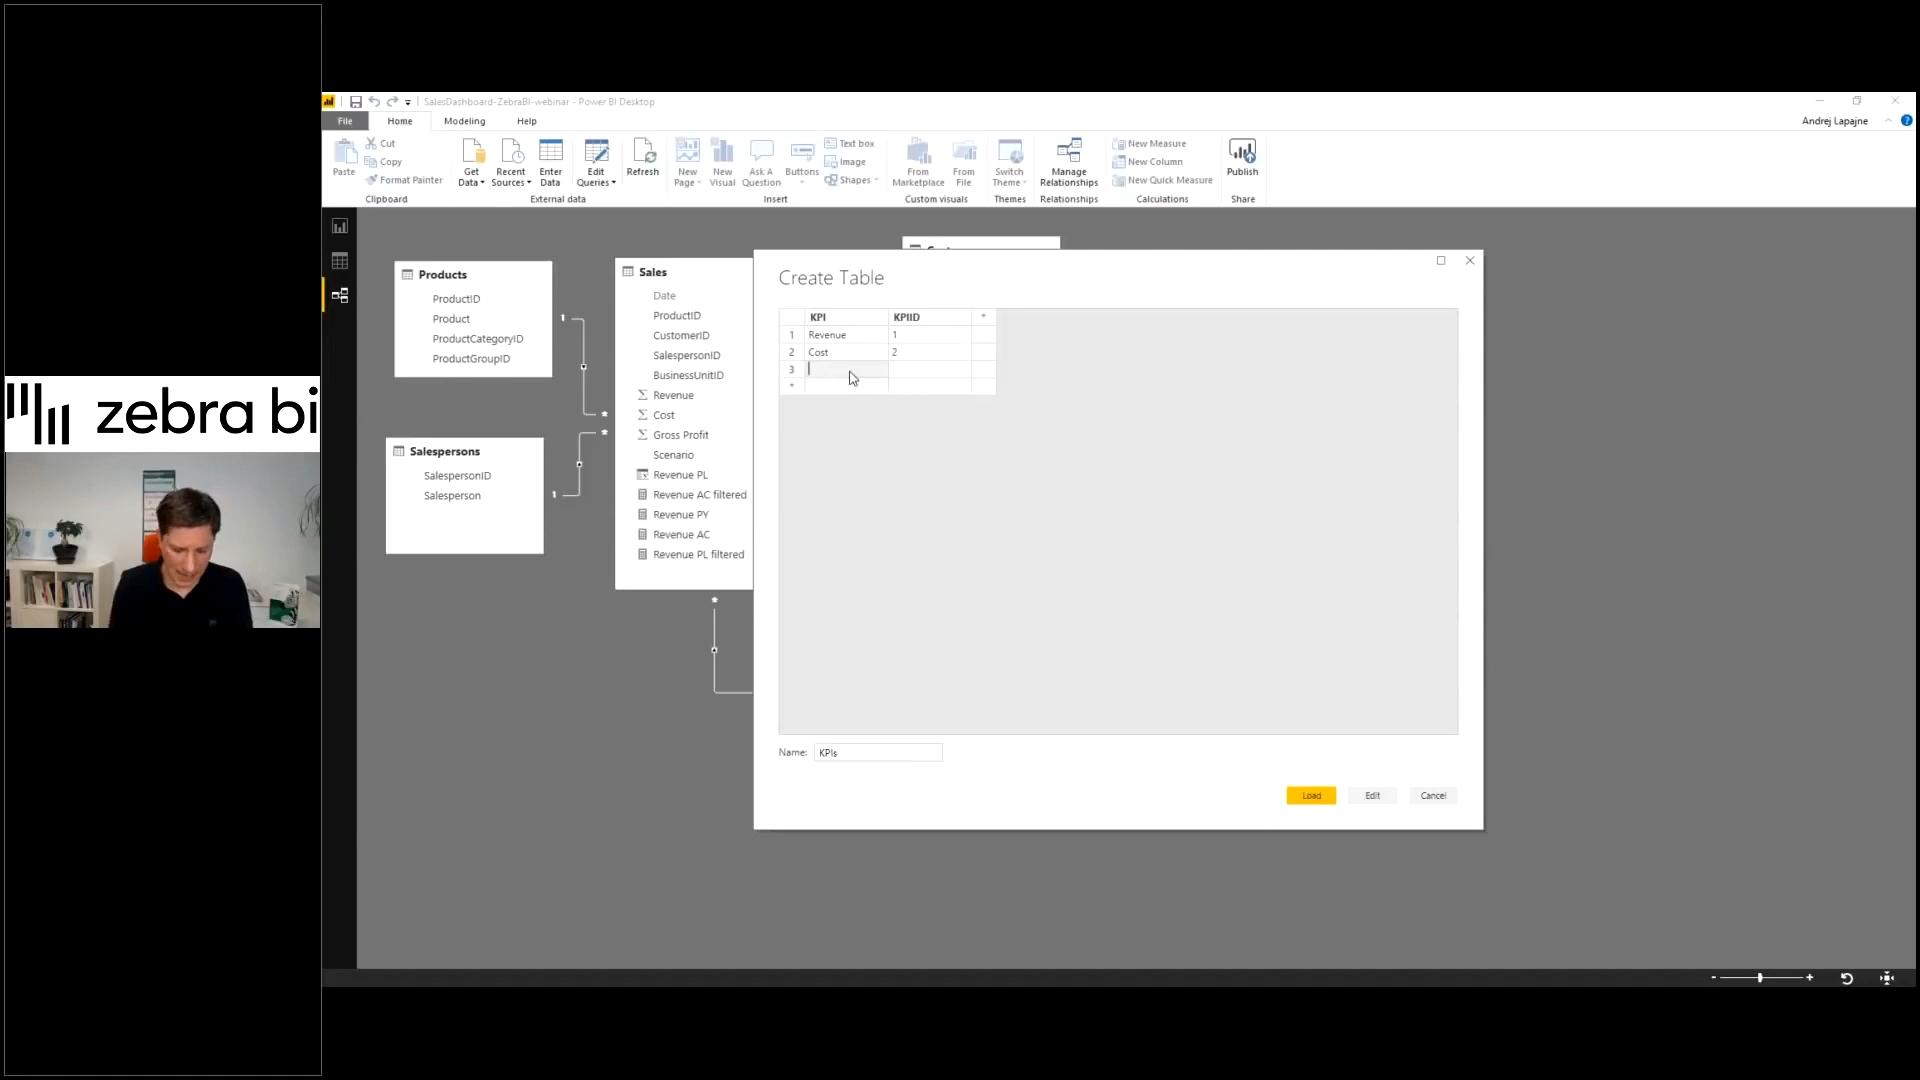 SalesDashboard-ZebraBI-webinar - Power BI Desktop
File Home Modeling Help
Andrej Lapajne
Paste
Cut
Copy
Format Painter
Clipboard
Get Data
Recent Sources
Enter Data
Edit Queries
Refresh
External data
New Page
New Visual
Ask A Question
Buttons
Text box
Image
Shapes
Insert
From Marketplace
From File
Custom visuals
Switch Theme
Themes
Manage Relationships
Relationships
New Measure
New Column
New Quick Measure
Calculations
Publish
Share
zebra bi
Products
ProductID
Product
ProductCategoryID
ProductGroupID
1
*
Salespersons
SalespersonID
Salesperson
1
*
Sales
Date
ProductID
CustomerID
SalespersonID
BusinessUnitID
Revenue
Cost
Gross Profit
Scenario
Revenue PL
Revenue AC filtered
Revenue PY
Revenue AC
Revenue PL filtered
*
Create Table
KPI KPIID *
1 Revenue 1
2 Cost 2
3
*
Name: KPIs
Load Edit Cancel
- +